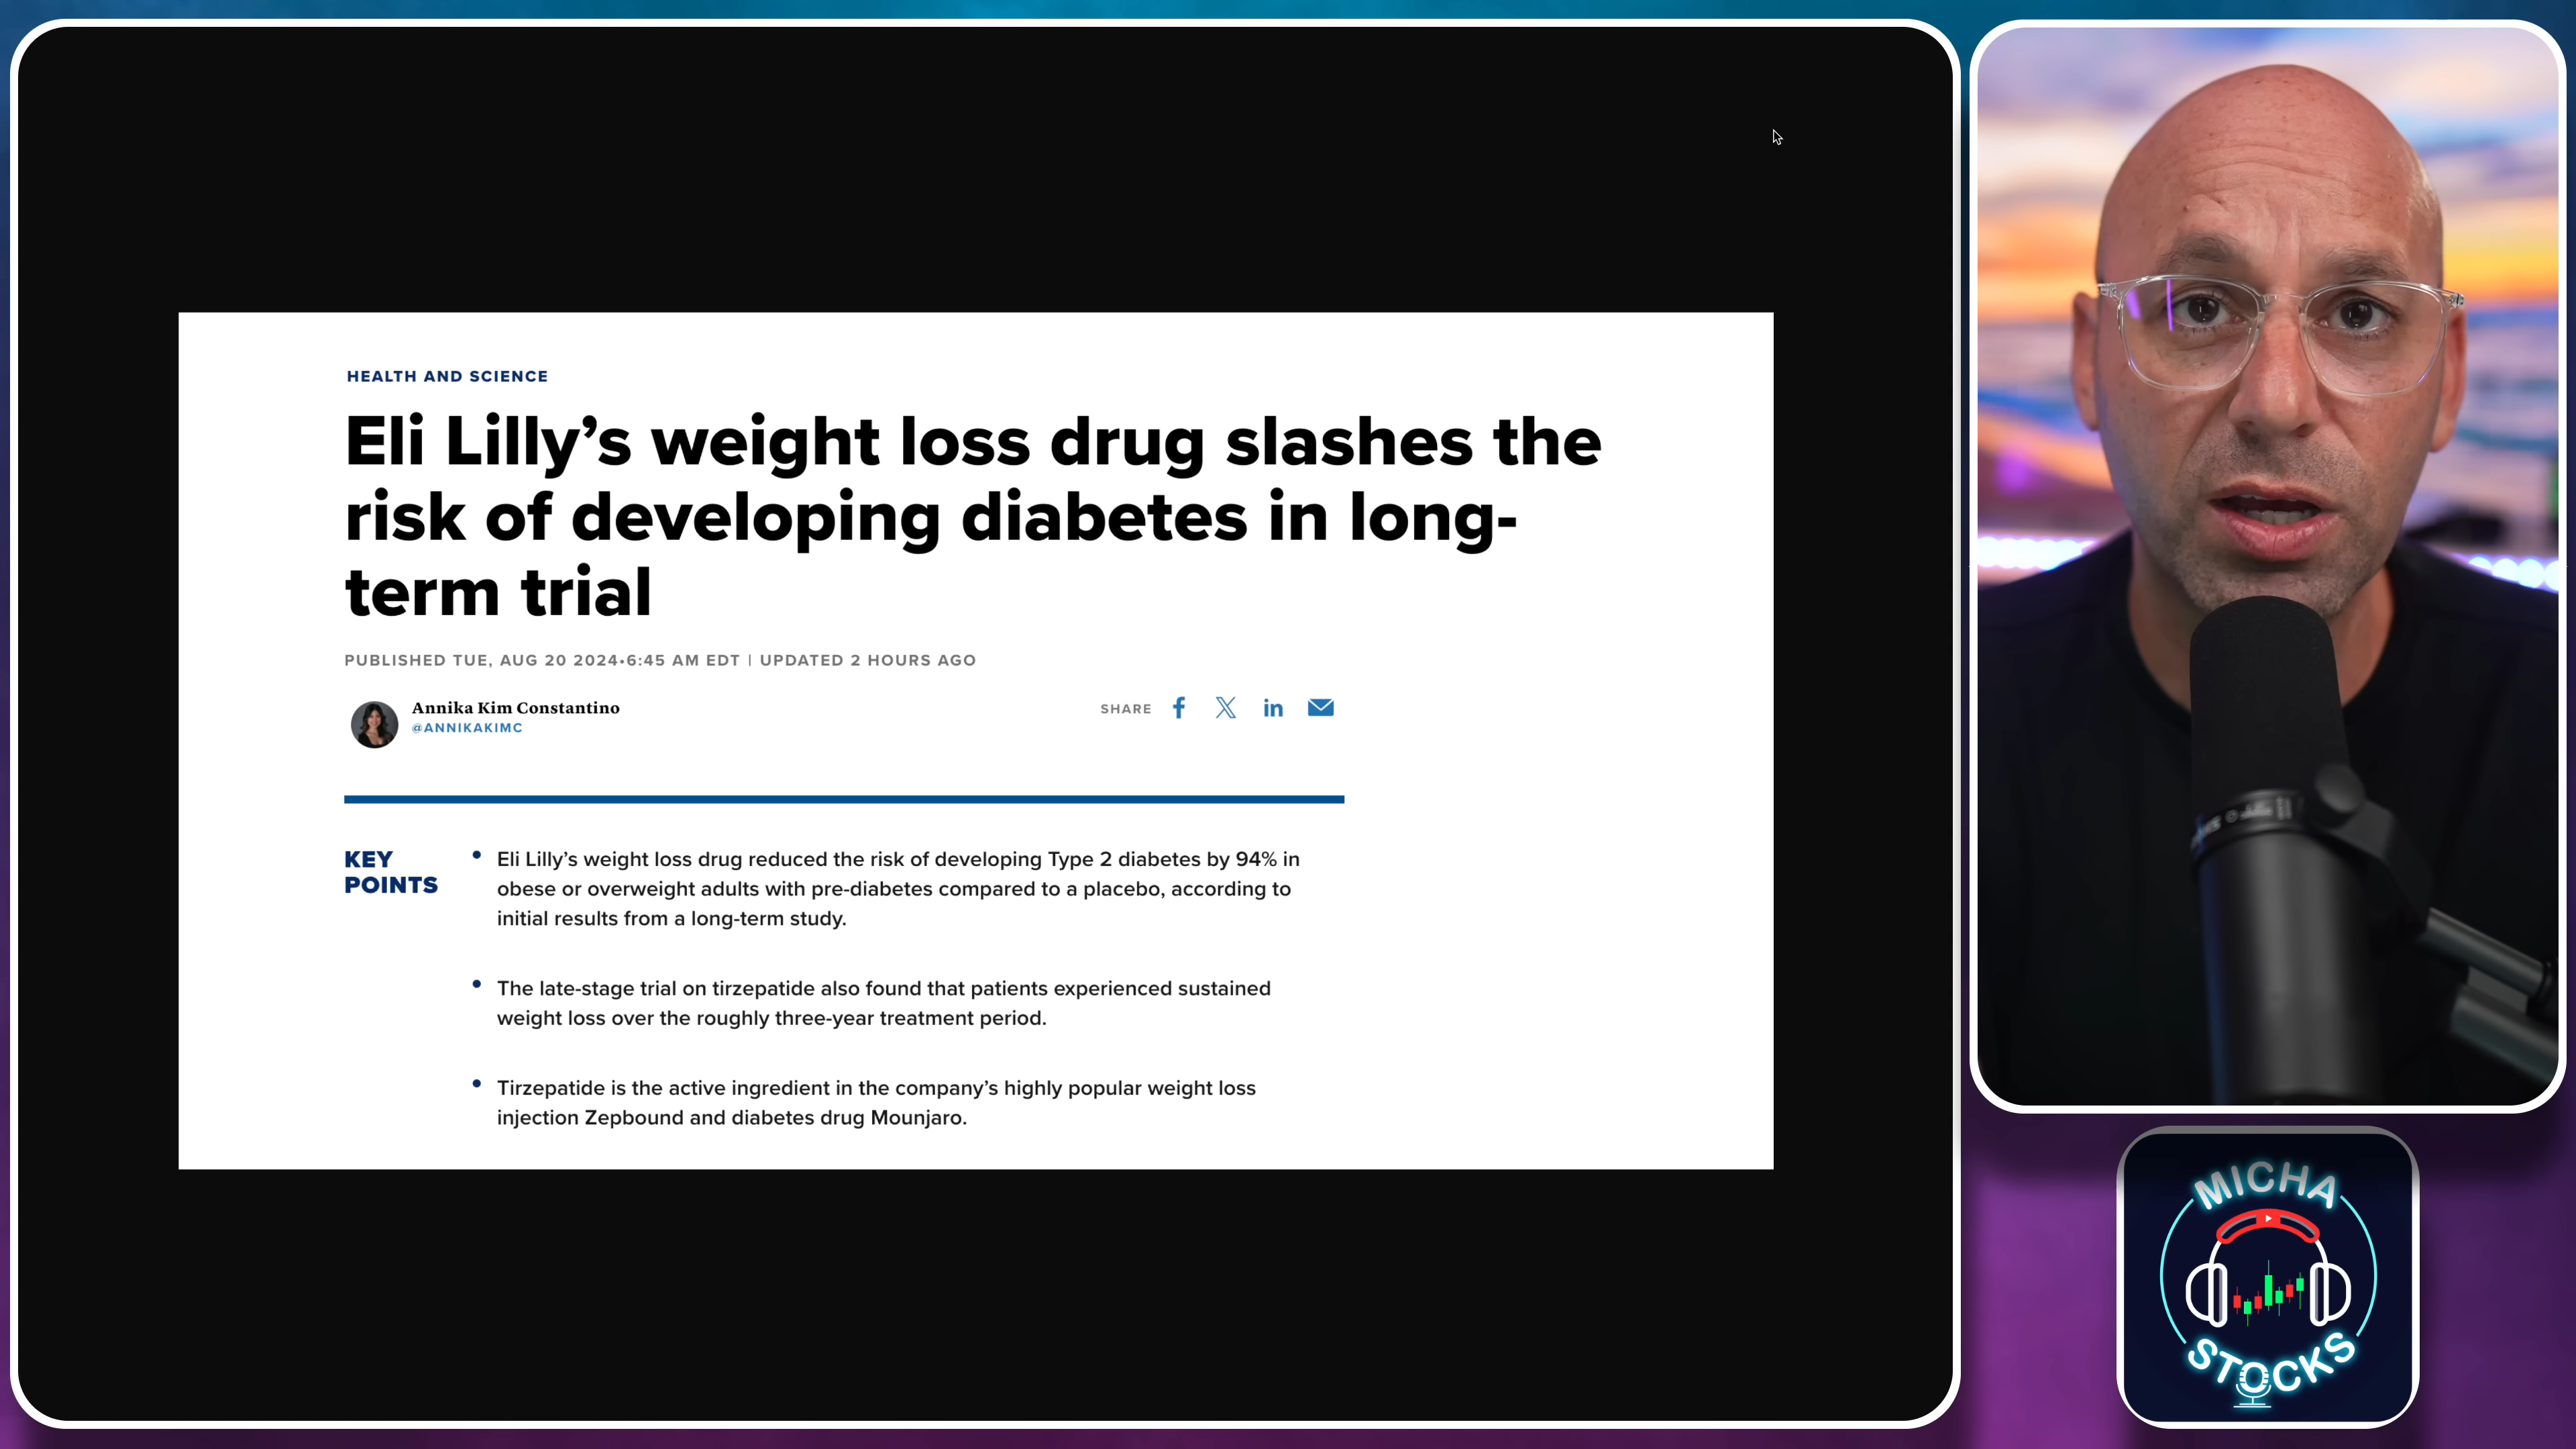 HEALTH AND SCIENCE
Eli Lilly’s weight loss drug slashes the
risk of developing diabetes in long-
term trial
PUBLISHED TUE, AUG 20 2024•6:45 AM EDT | UPDATED 2 HOURS AGO
Annika Kim Constantino
@ANNIKAKIMC
SHARE
KEY
POINTS
• Eli Lilly’s weight loss drug reduced the risk of developing Type 2 diabetes by 94% in
obese or overweight adults with pre-diabetes compared to a placebo, according to
initial results from a long-term study.
• The late-stage trial on tirzepatide also found that patients experienced sustained
weight loss over the roughly three-year treatment period.
• Tirzepatide is the active ingredient in the company’s highly popular weight loss
injection Zepbound and diabetes drug Mounjaro.
MICHA
STOCKS